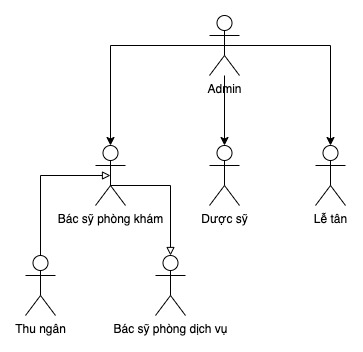 Admin
Bác sỹ phòng khám
Dược sỹ
Lễ tân
Thu ngân
Bác sỹ phòng dịch vụ